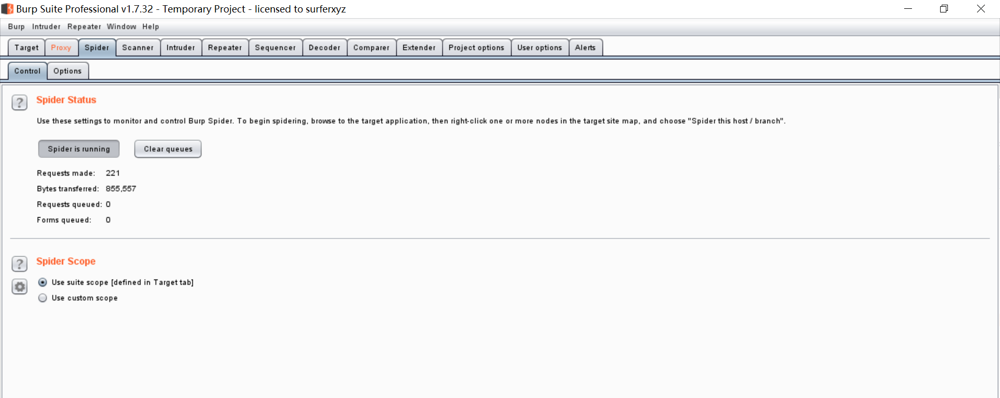 Burp Suite Professional v1.7.32 - Temporary Project - licensed to surferxyz
Burp Intruder Repeater Window Help
Target Proxy Spider Scanner Intruder Repeater Sequencer Decoder Comparer Extender Project options User options Alerts
Control Options
? Spider Status
Use these settings to monitor and control Burp Spider. To begin spidering, browse to the target application, then right-click one or more nodes in the target site map, and choose "Spider this host / branch".
Spider is running Clear queues
Requests made: 221
Bytes transferred: 855,557
Requests queued: 0
Forms queued: 0
? Spider Scope
Use suite scope [defined in Target tab]
Use custom scope